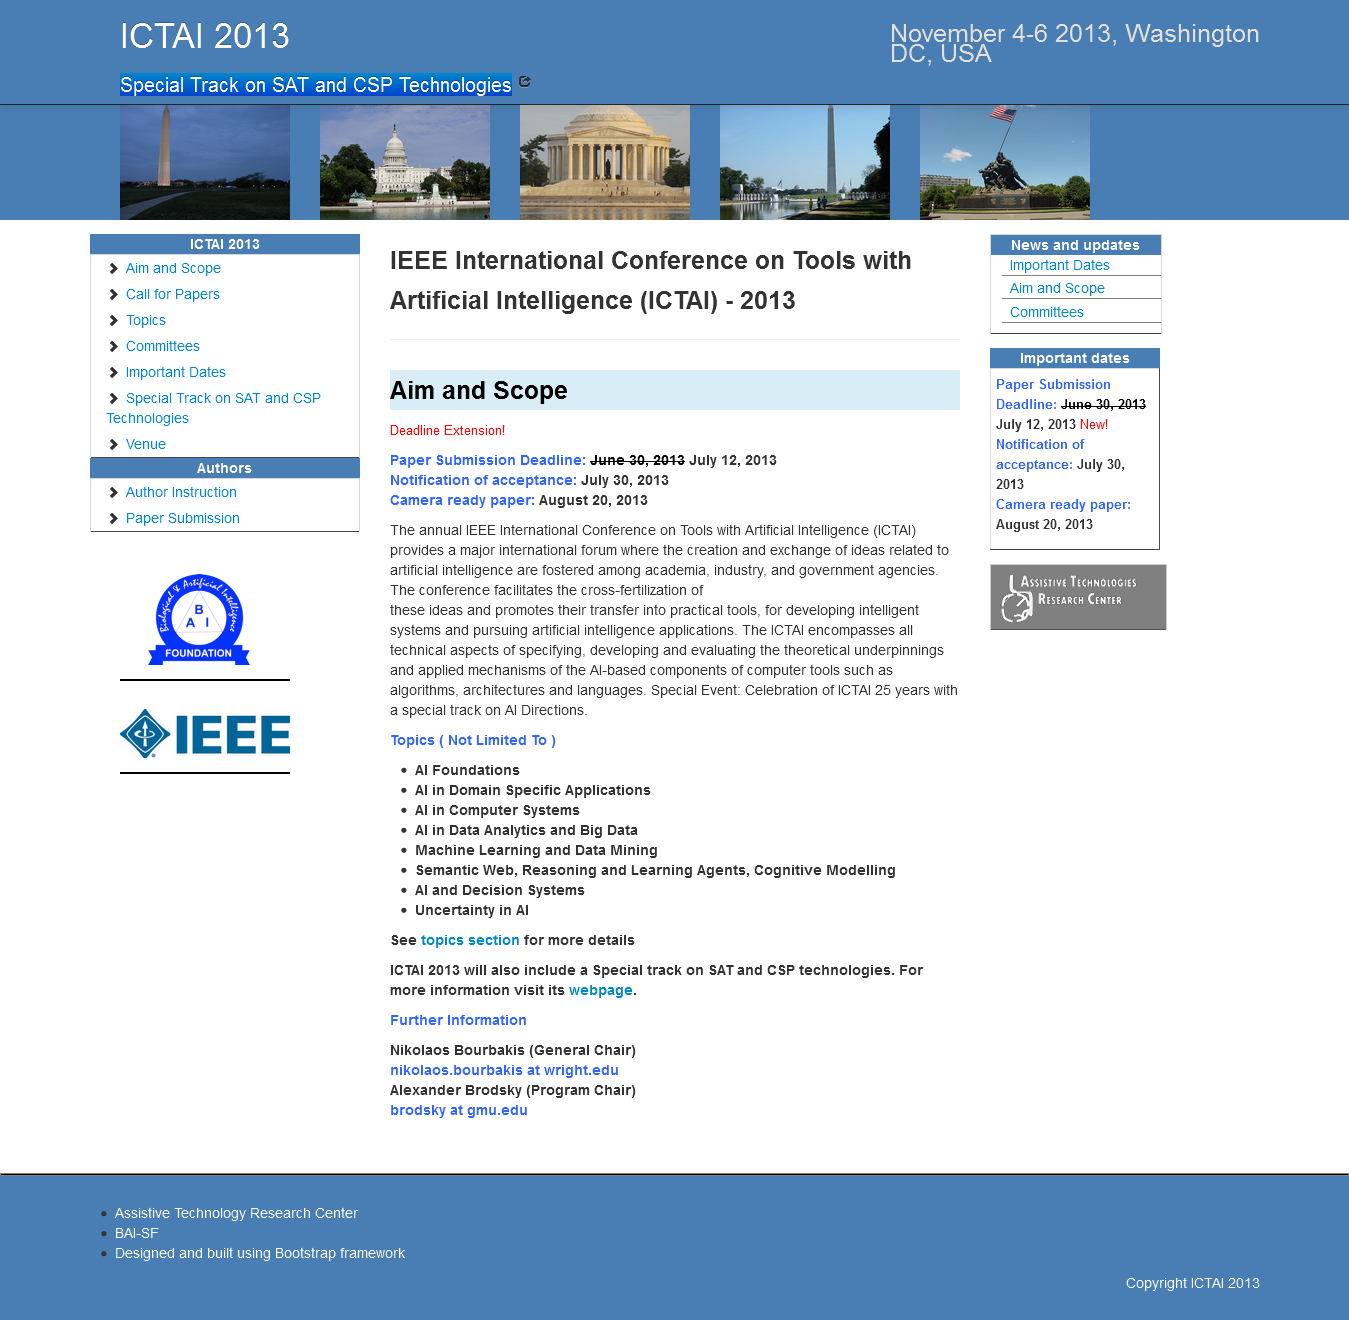 ICTAI 2013
November 4-6 2013, Washington
DC, USA
Special Track on SAT and CSP Technologies
ICTAI 2013
Aim and Scope
Call for Papers
Topics
Committees
Important Dates
Special Track on SAT and CSP
Technologies
Venue
Authors
Author Instruction
Paper Submission
Biological & Artificial Intelligence
B
A I
FOUNDATION
IEEE
IEEE International Conference on Tools with
Artificial Intelligence (ICTAI) - 2013
Aim and Scope
Deadline Extension!
Paper Submission Deadline: June 30, 2013 July 12, 2013
Notification of acceptance: July 30, 2013
Camera ready paper: August 20, 2013
The annual IEEE International Conference on Tools with Artificial Intelligence (ICTAI)
provides a major international forum where the creation and exchange of ideas related to
artificial intelligence are fostered among academia, industry, and government agencies.
The conference facilitates the cross-fertilization of
these ideas and promotes their transfer into practical tools, for developing intelligent
systems and pursuing artificial intelligence applications. The ICTAI encompasses all
technical aspects of specifying, developing and evaluating the theoretical underpinnings
and applied mechanisms of the AI-based components of computer tools such as
algorithms, architectures and languages. Special Event: Celebration of ICTAI 25 years with
a special track on AI Directions.
Topics ( Not Limited To )
AI Foundations
AI in Domain Specific Applications
AI in Computer Systems
AI in Data Analytics and Big Data
Machine Learning and Data Mining
Semantic Web, Reasoning and Learning Agents, Cognitive Modelling
AI and Decision Systems
Uncertainty in AI
See topics section for more details
ICTAI 2013 will also include a Special track on SAT and CSP technologies. For
more information visit its webpage.
Further Information
Nikolaos Bourbakis (General Chair)
nikolaos.bourbakis at wright.edu
Alexander Brodsky (Program Chair)
brodsky at gmu.edu
News and updates
Important Dates
Aim and Scope
Committees
Important dates
Paper Submission
Deadline: June 30, 2013
July 12, 2013 New!
Notification of
acceptance: July 30,
2013
Camera ready paper:
August 20, 2013
ASSISTIVE TECHNOLOGIES
RESEARCH CENTER
Assistive Technology Research Center
BAI-SF
Designed and built using Bootstrap framework
Copyright ICTAI 2013